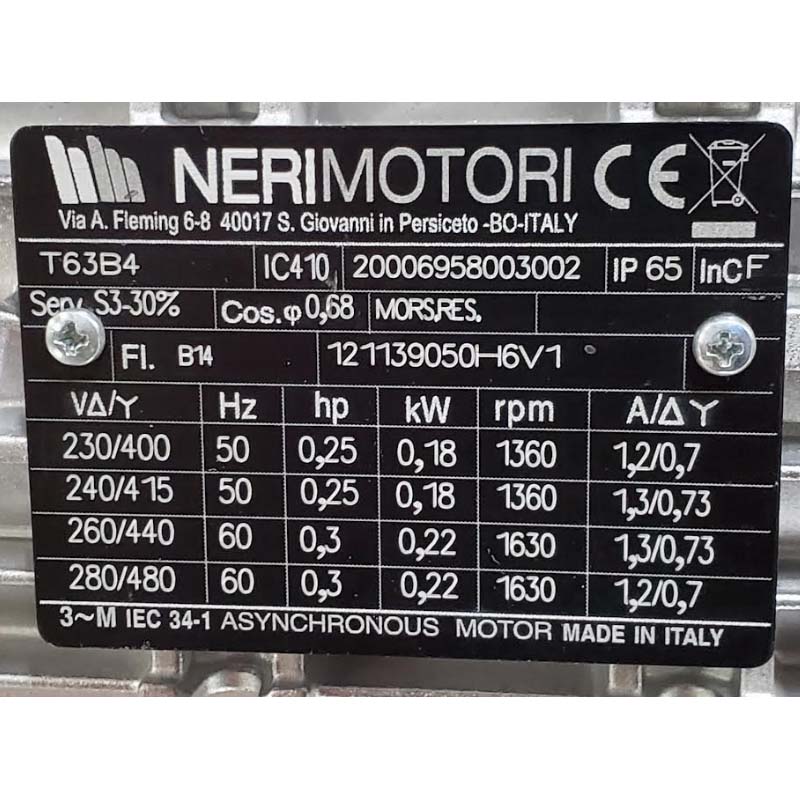 NERIMOTORI CE
Via A. Fleming 6-8 40017 S. Giovanni in Persiceto -BO-ITALY
T63B4 IC410 20006958003002 IP 65 InCF
Serv. S3-30% Cos.φ 0,68 MORS.RES.
FI. B14 121139050H6V1
VΔ/Y Hz hp kW rpm A/Δ Y
230/400 50 0,25 0,18 1360 1,2/0,7
240/415 50 0,25 0,18 1360 1,3/0,73
260/440 60 0,3 0,22 1630 1,3/0,73
280/480 60 0,3 0,22 1630 1,2/0,7
3~M IEC 34-1 ASYNCHRONOUS MOTOR MADE IN ITALY